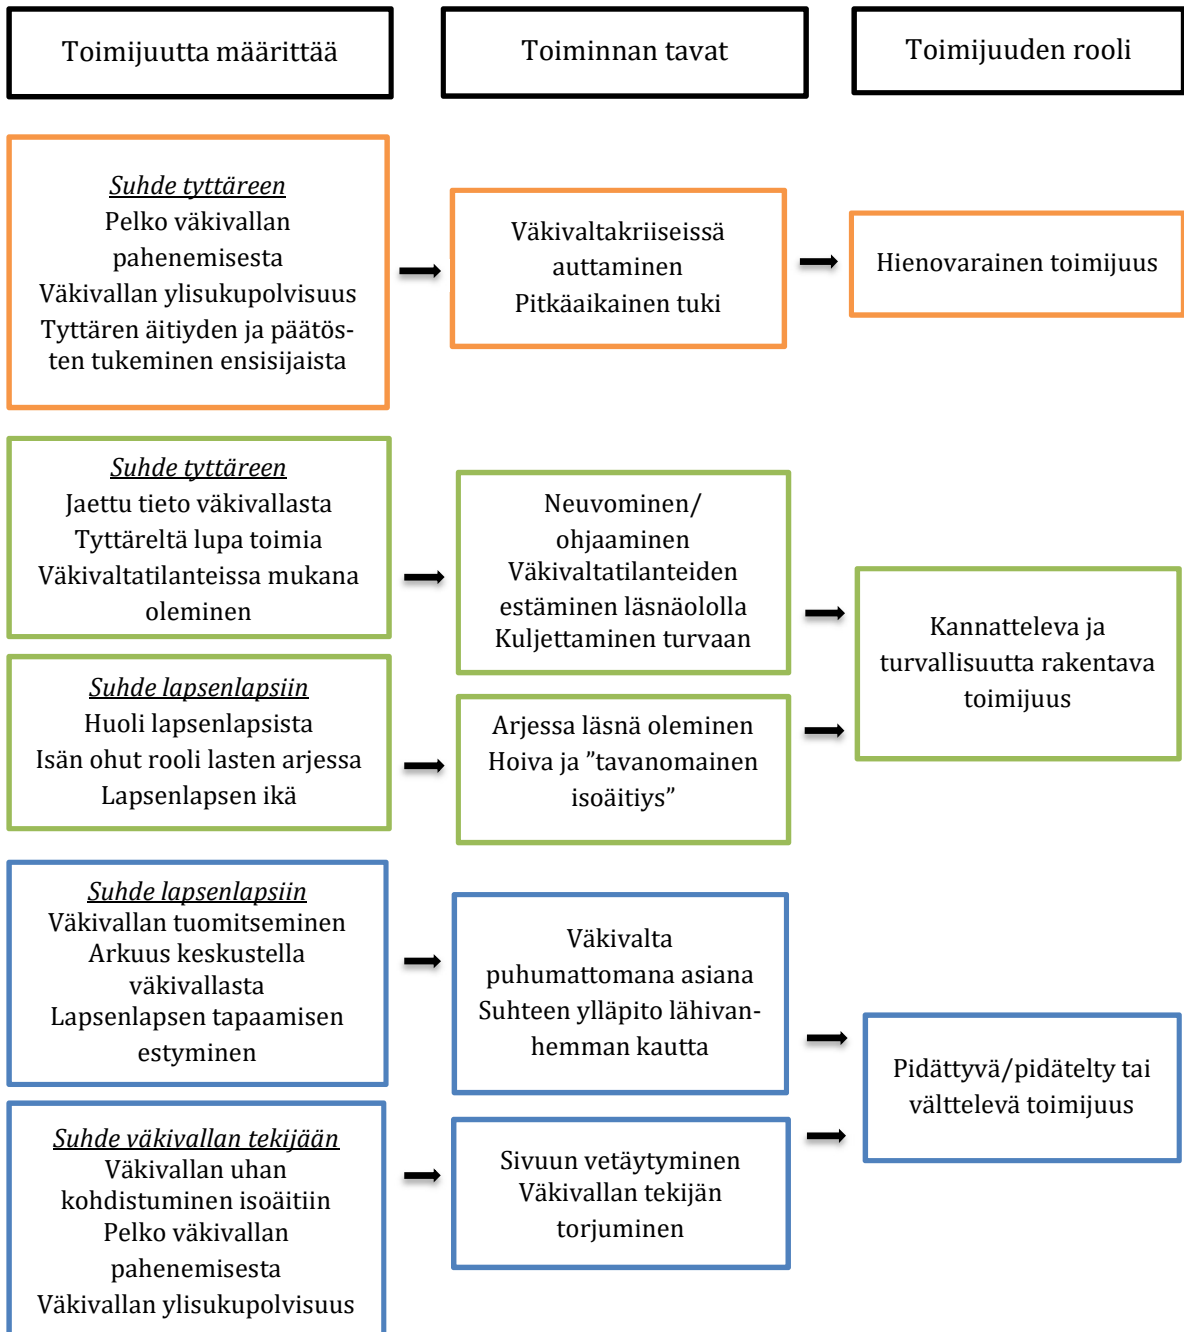 Toimijuutta määrittää
Toiminnan tavat
Toimijuuden rooli
Suhde tyttäreen
Pelko väkivallan
pahenemisesta
Väkivallan ylisukupolvisuus
Tyttären äitiyden ja päätös-
ten tukeminen ensisijaista
Väkivaltakriiseissä
auttaminen
Pitkäaikainen tuki
Hienovarainen toimijuus
Suhde tyttäreen
Jaettu tieto väkivallasta
Tyttäreltä lupa toimia
Väkivaltatilanteissa mukana
oleminen
Neuvominen/
ohjaaminen
Väkivaltatilanteiden
estäminen läsnäololla
Kuljettaminen turvaan
Suhde lapsenlapsiin
Huoli lapsenlapsista
Isän ohut rooli lasten arjessa
Lapsenlapsen ikä
Arjessa läsnä oleminen
Hoiva ja ”tavanomainen
isoäitiys”
Kannatteleva ja
turvallisuutta rakentava
toimijuus
Suhde lapsenlapsiin
Väkivallan tuomitseminen
Arkuus keskustella
väkivallasta
Lapsenlapsen tapaamisen
estyminen
Väkivalta
puhumattomana asiana
Suhteen ylläpito lähivan-
hemman kautta
Suhde väkivallan tekijään
Väkivallan uhan
kohdistuminen isoäitiin
Pelko väkivallan
pahenemisesta
Väkivallan ylisukupolvisuus
Sivuun vetäytyminen
Väkivallan tekijän
torjuminen
Pidättyvä/pidätelty tai
välttelevä toimijuus